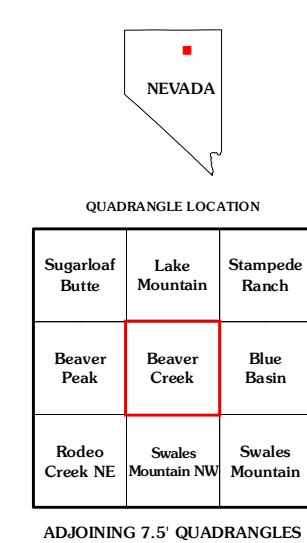 NEVADA
QUADRANGLE LOCATION
Sugarloaf
Butte
Lake
Mountain
Stampede
Ranch
Beaver
Peak
Beaver
Creek
Blue
Basin
Rodeo
Creek NE
Swales
Mountain NW
Swales
Mountain
ADJOINING 7.5' QUADRANGLES